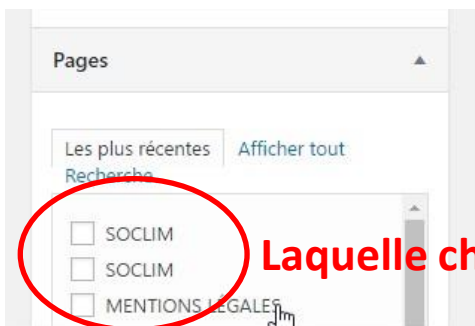 Pages
Les plus récentes Afficher tout
Recherche
SOCLIM
SOCLIM
MENTIONS LÉGALES
Laquelle ch